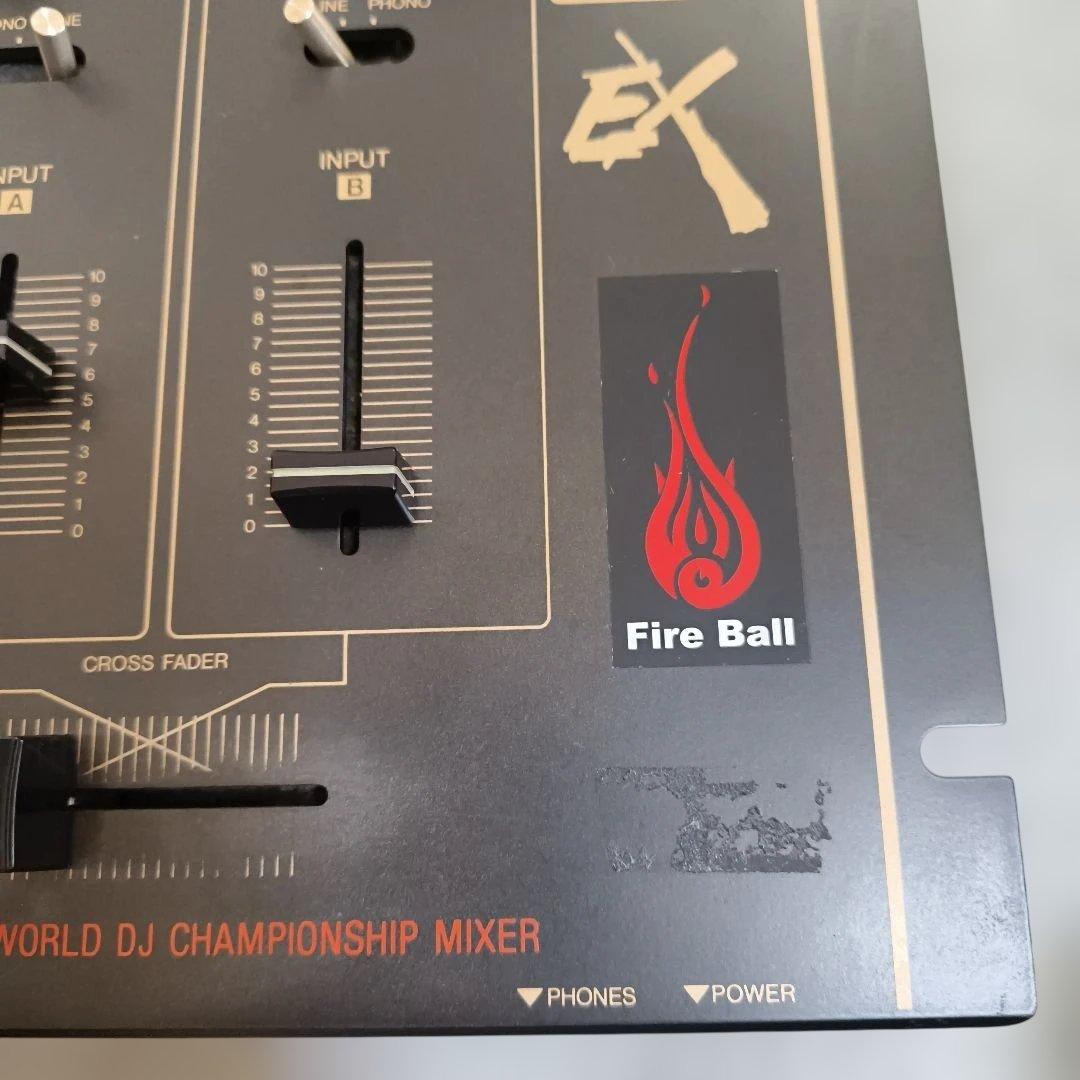 LINE PHONO
EX
INPUT
A
INPUT
B
10
9
8
7
6
5
4
3
2
1
0
10
9
8
7
6
5
4
3
2
1
0
Fire Ball
CROSS FADER
WORLD DJ CHAMPIONSHIP MIXER
▼PHONES ▼POWER